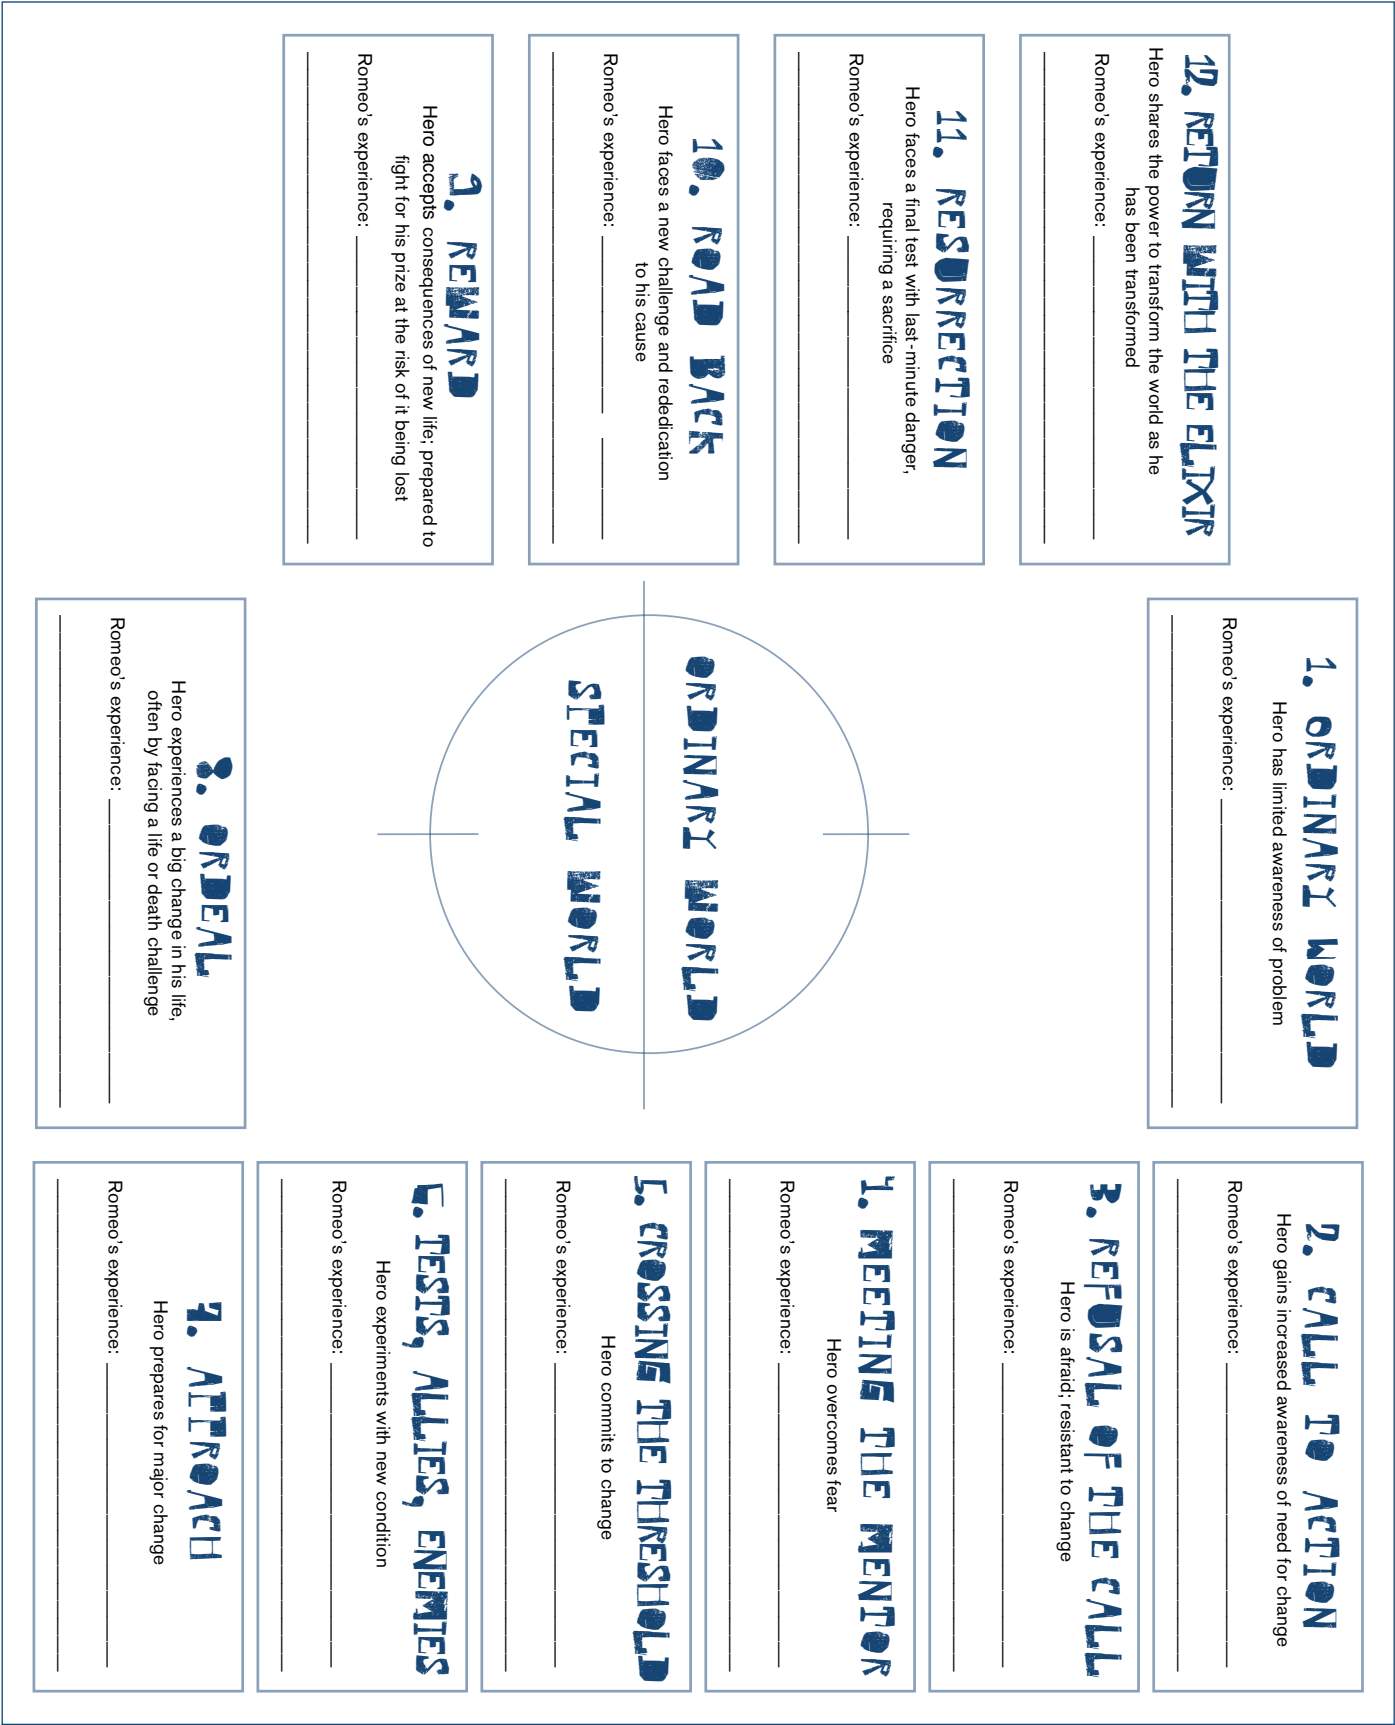 1. ORDINARY WORLD
Hero has limited awareness of problem
Romeo's experience:
2. CALL TO ACTION
Hero gains increased awareness of need for change
Romeo's experience:
3. REFUSAL OF THE CALL
Hero is afraid; resistant to change
Romeo's experience:
4. MEETING THE MENTOR
Hero overcomes fear
Romeo's experience:
5. CROSSING THE THRESHOLD
Hero commits to change
Romeo's experience:
6. TESTS, ALLIES, ENEMIES
Hero experiments with new condition
Romeo's experience:
7. APPROACH
Hero prepares for major change
Romeo's experience:
8. ORDEAL
Hero experiences a big change in his life,
often by facing a life or death challenge
Romeo's experience:
9. REWARD
Hero accepts consequences of new life; prepared to
fight for his prize at the risk of it being lost
Romeo's experience:
10. ROAD BACK
Hero faces a new challenge and rededication
to his cause
Romeo's experience:
11. RESURRECTION
Hero faces a final test with last-minute danger,
requiring a sacrifice
Romeo's experience:
12. RETURN WITH THE ELIXIR
Hero shares the power to transform the world as he
has been transformed
Romeo's experience:
ORDINARY WORLD
SPECIAL WORLD